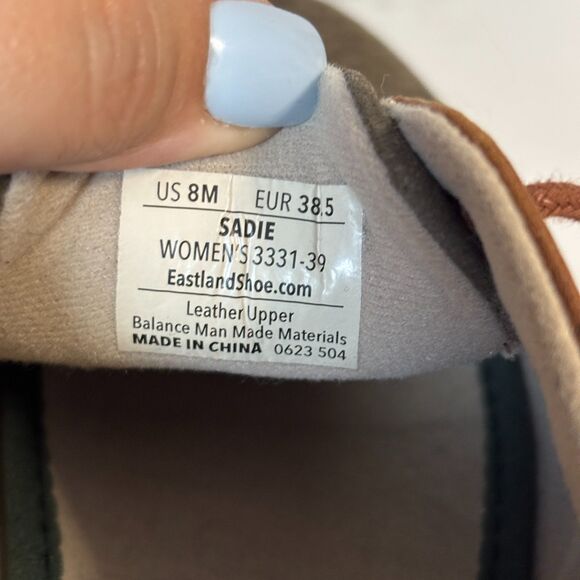 US 8M EUR 38.5
SADIE
WOMEN'S 3331-39
EastlandShoe.com
Leather Upper
Balance Man Made Materials
MADE IN CHINA 0623 504